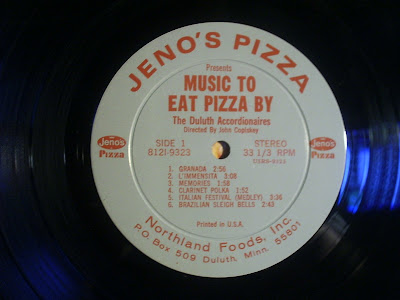 JENO'S PIZZA
Presents
MUSIC TO
EAT PIZZA BY
The Duluth Accordionaires
Directed By John Copiskey
SIDE 1
8121-9323
STEREO
33 1/3 RPM
Jeno's
Pizza
Jeno's
Pizza
1. GRANADA 2:56
2. L'IMMENSITA 3:08
3. MEMORIES 1:58
4. CLARINET POLKA 1:52
5. ITALIAN FESTIVAL (MEDLEY) 3:36
6. BRAZILIAN SLEIGH BELLS 2:43
Printed in U.S.A.
Northland Foods, Inc.
P.O. Box 509 Duluth, Minn. 55801